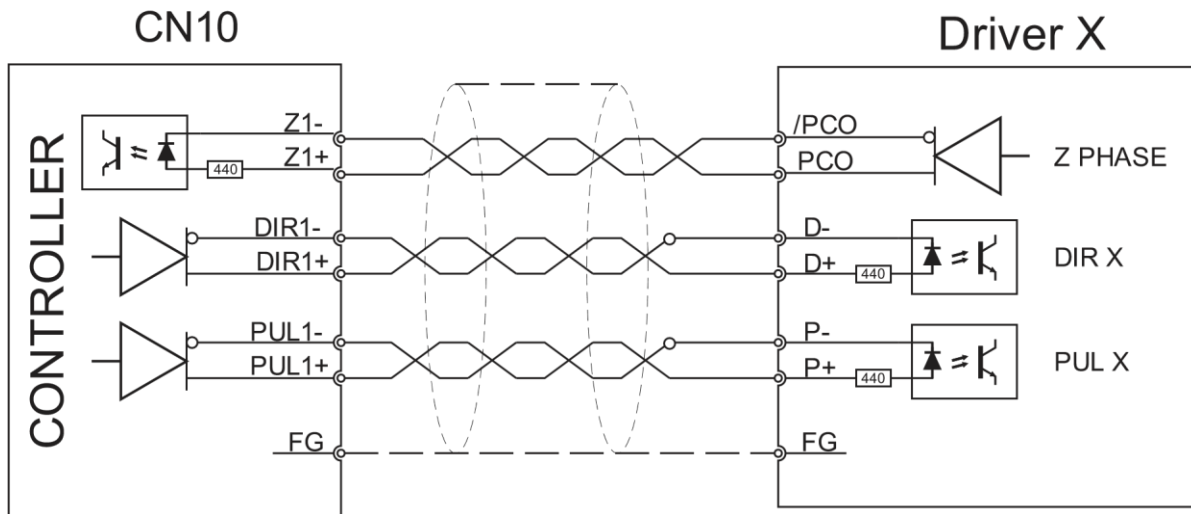 CN10
Driver X
CONTROLLER
Z1-
Z1+
440
/PCO
PCO
Z PHASE
DIR1-
DIR1+
D-
D+
440
DIR X
PUL1-
PUL1+
P-
P+
440
PUL X
FG
FG